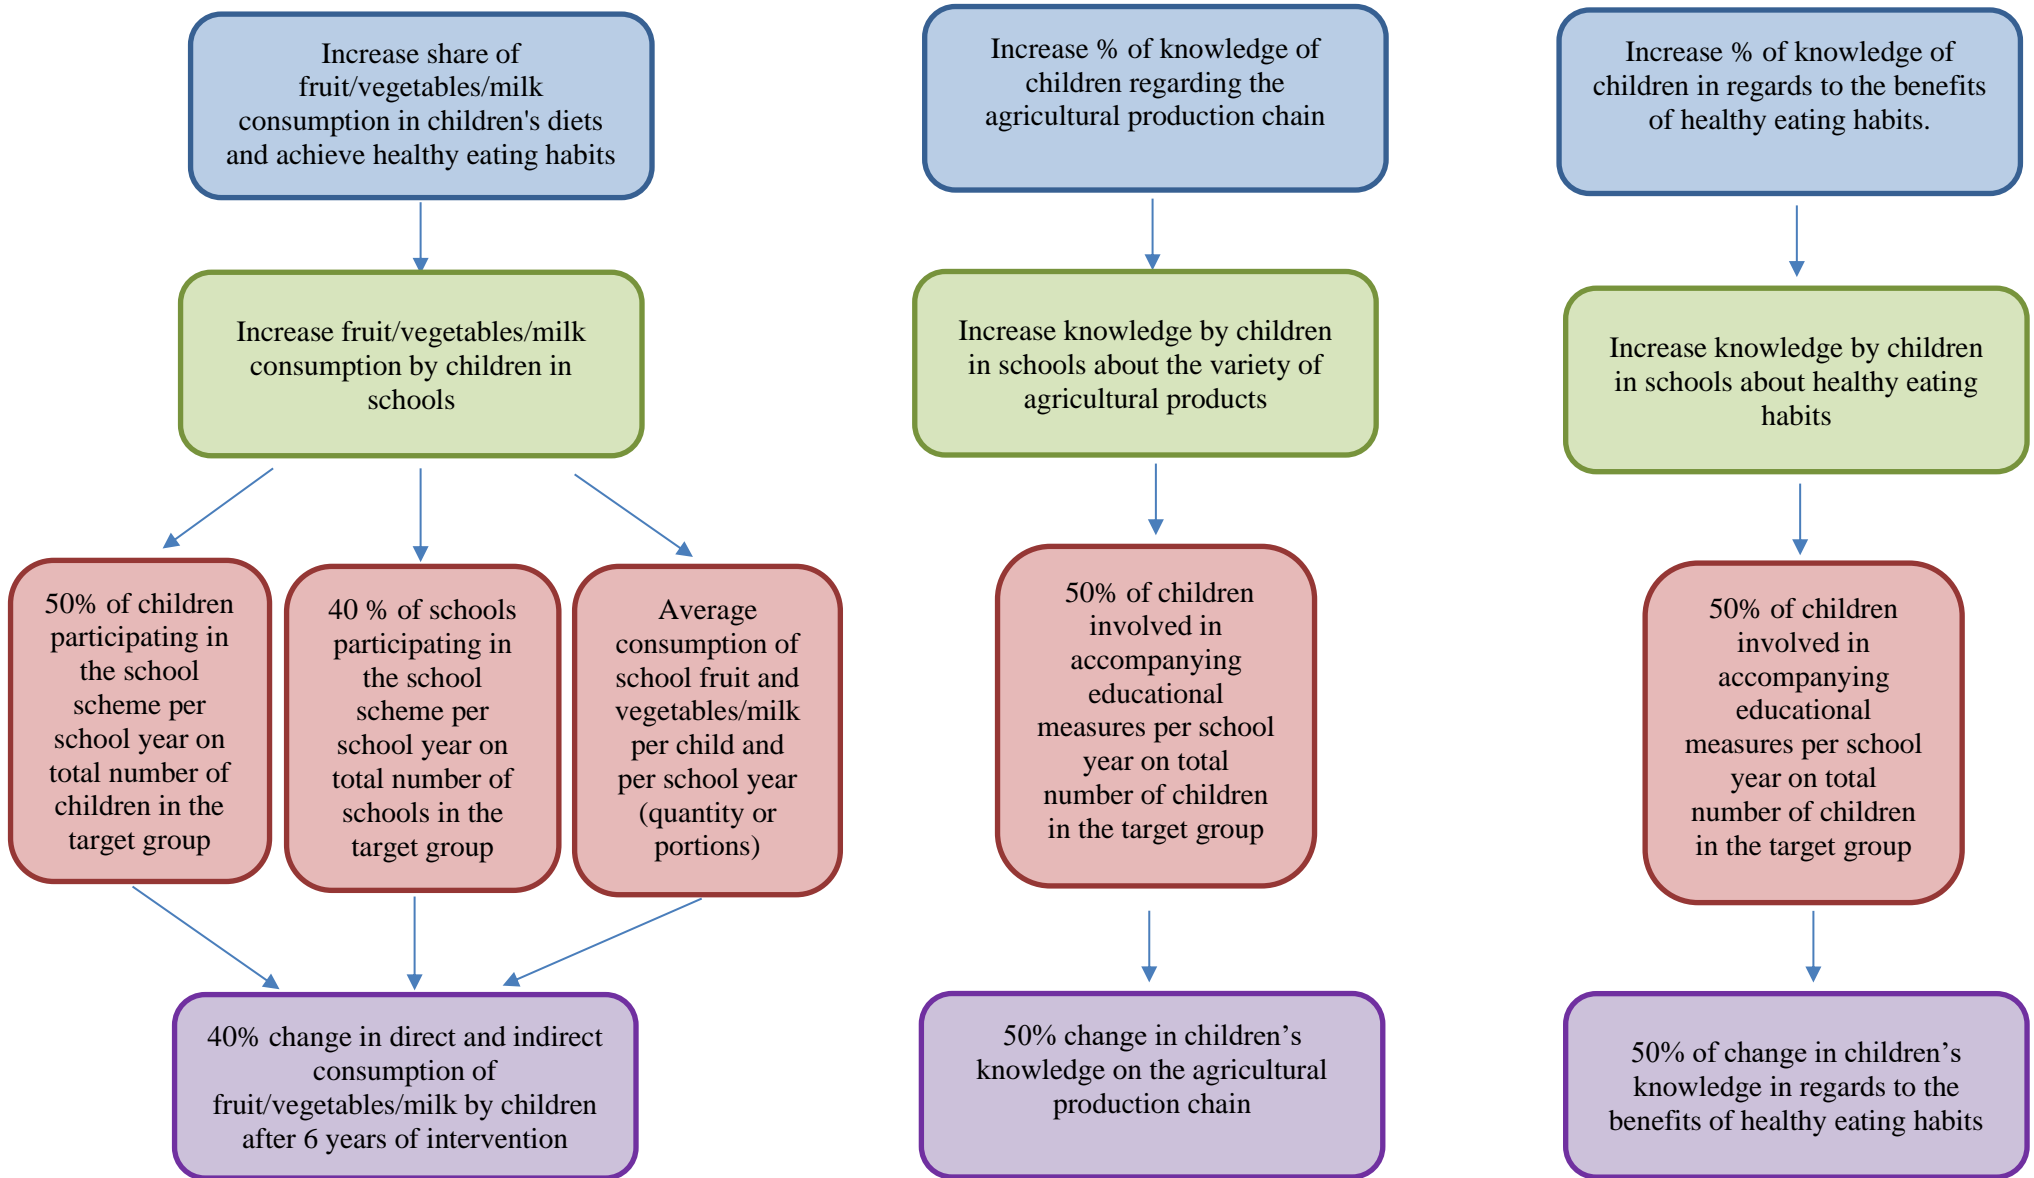 Increase share of
fruit/vegetables/milk
consumption in children's diets
and achieve healthy eating habits
Increase % of knowledge of
children regarding the
agricultural production chain
Increase % of knowledge of
children in regards to the benefits
of healthy eating habits.
Increase fruit/vegetables/milk
consumption by children in
schools
Increase knowledge by children
in schools about the variety of
agricultural products
Increase knowledge by children
in schools about healthy eating
habits
50% of children
participating in
the school
scheme per
school year on
total number of
children in the
target group
40 % of schools
participating in
the school
scheme per
school year on
total number of
schools in the
target group
Average
consumption of
school fruit and
vegetables/milk
per child and
per school year
(quantity or
portions)
50% of children
involved in
accompanying
educational
measures per school
year on total
number of children
in the target group
50% of children
involved in
accompanying
educational
measures per school
year on total
number of children
in the target group
40% change in direct and indirect
consumption of
fruit/vegetables/milk by children
after 6 years of intervention
50% change in children’s
knowledge on the agricultural
production chain
50% of change in children’s
knowledge in regards to the
benefits of healthy eating habits